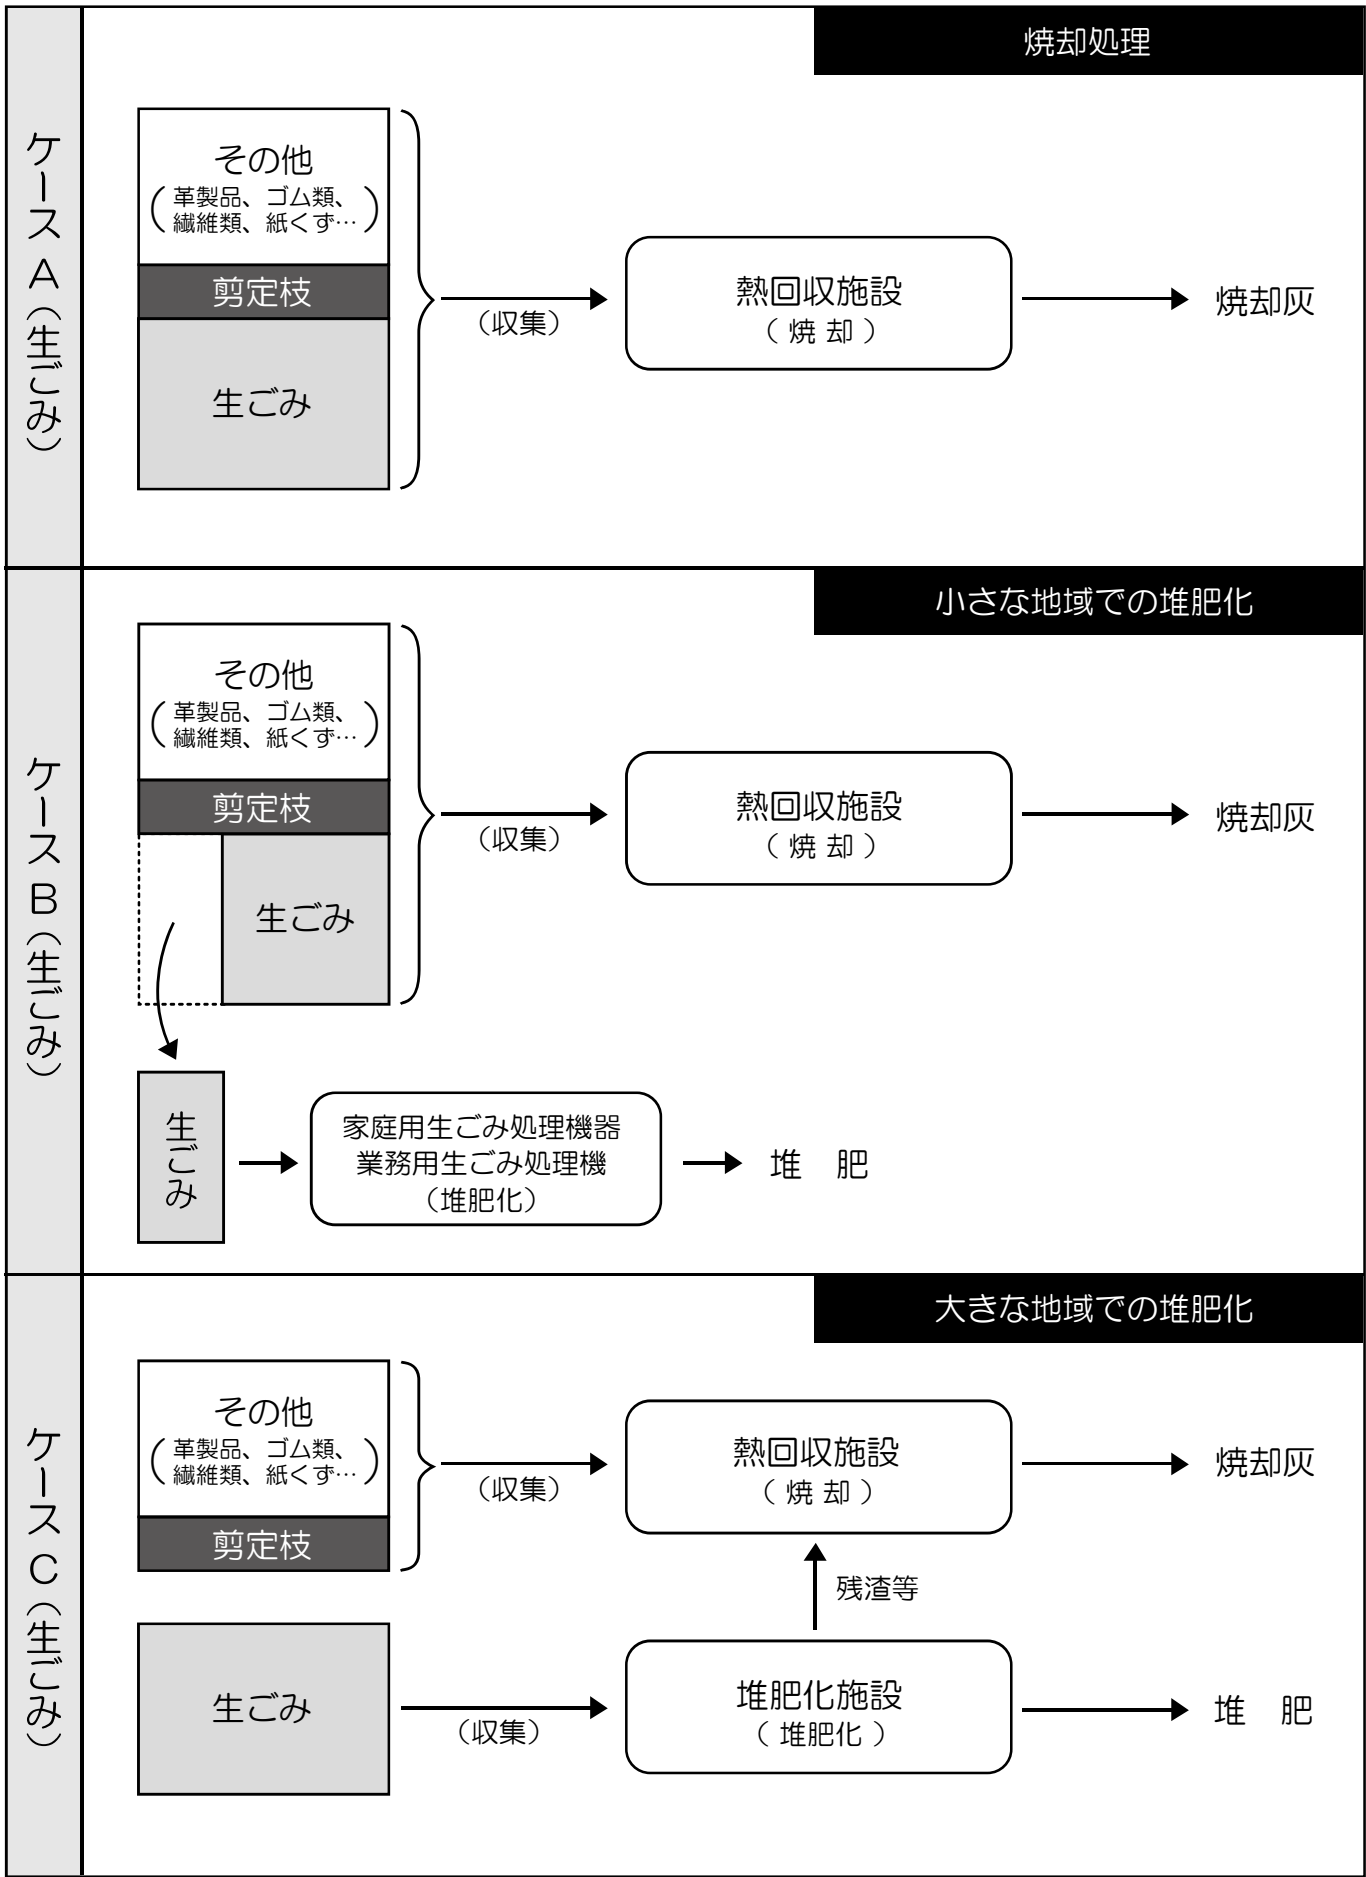 ケースA（生ごみ）
焼却処理
その他
（革製品、ゴム類、
繊維類、紙くず…）
剪定枝
生ごみ
（収集）
熱回収施設
（焼却）
焼却灰
ケースB（生ごみ）
小さな地域での堆肥化
その他
（革製品、ゴム類、
繊維類、紙くず…）
剪定枝
生ごみ
（収集）
熱回収施設
（焼却）
焼却灰
生ごみ
家庭用生ごみ処理機器
業務用生ごみ処理機
（堆肥化）
堆 肥
ケースC（生ごみ）
大きな地域での堆肥化
その他
（革製品、ゴム類、
繊維類、紙くず…）
剪定枝
（収集）
熱回収施設
（焼却）
焼却灰
残渣等
生ごみ
（収集）
堆肥化施設
（堆肥化）
堆 肥